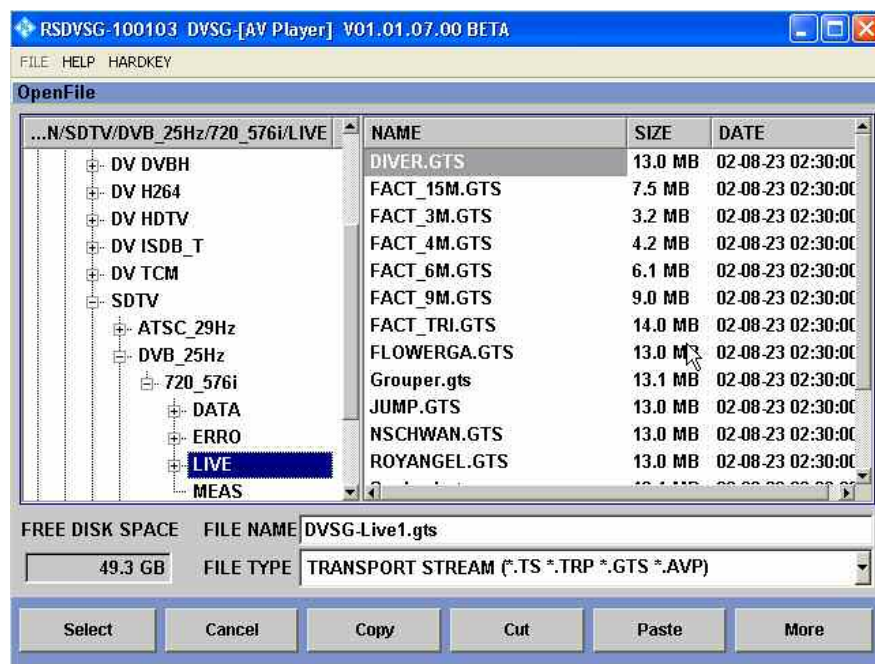 RSDVSG-100103 DVSG-[AV Player] V01.01.07.00 BETA
FILE HELP HARDKEY
OpenFile
...N/SDTV/DVB_25Hz/720_576i/LIVE
DV DVBH
DV H264
DV HDTV
DV ISDB_T
DV TCM
SDTV
ATSC_29Hz
DVB_25Hz
720_576i
DATA
ERRO
LIVE
MEAS
NAME SIZE DATE
DIVER.GTS 13.0 MB 02-08-23 02:30:00
FACT_15M.GTS 7.5 MB 02-08-23 02:30:00
FACT_3M.GTS 3.2 MB 02-08-23 02:30:00
FACT_4M.GTS 4.2 MB 02-08-23 02:30:00
FACT_6M.GTS 6.1 MB 02-08-23 02:30:00
FACT_9M.GTS 9.0 MB 02-08-23 02:30:00
FACT_TRI.GTS 14.0 MB 02-08-23 02:30:00
FLOWERGA.GTS 13.0 MB 02-08-23 02:30:00
Grouper.gts 13.1 MB 02-08-23 02:30:00
JUMP.GTS 13.0 MB 02-08-23 02:30:00
NSCHWAN.GTS 13.0 MB 02-08-23 02:30:00
ROYANGEL.GTS 13.0 MB 02-08-23 02:30:00
FREE DISK SPACE
49.3 GB
FILE NAME DVSG-Live1.gts
FILE TYPE TRANSPORT STREAM (*.TS *.TRP *.GTS *.AVP)
Select Cancel Copy Cut Paste More